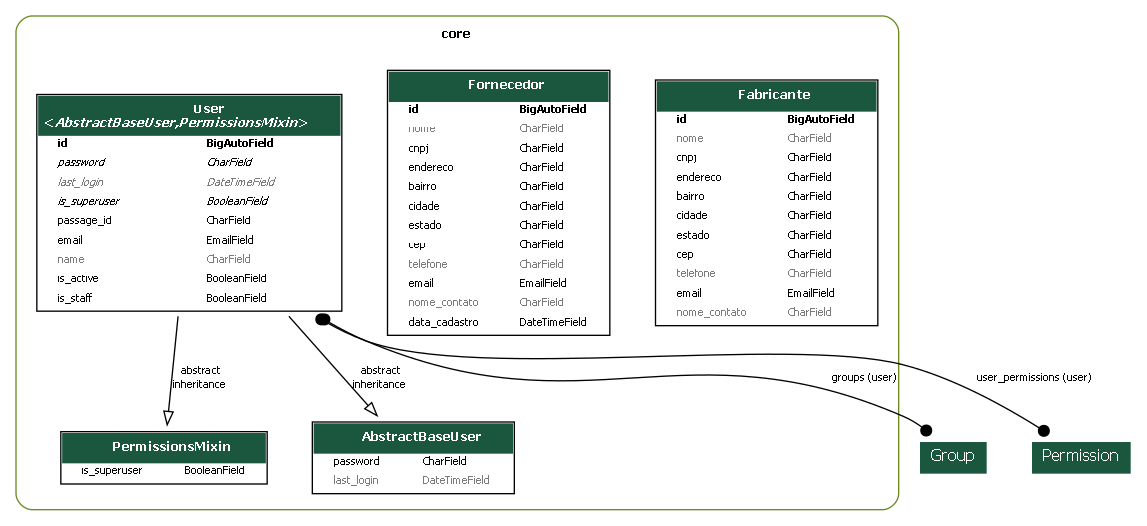 core
User
<AbstractBaseUser,PermissionsMixin>
id BigAutoField
password CharField
last_login DateTimeField
is_superuser BooleanField
passage_id CharField
email EmailField
name CharField
is_active BooleanField
is_staff BooleanField
Fornecedor
id BigAutoField
nome CharField
cnpj CharField
endereco CharField
bairro CharField
cidade CharField
estado CharField
cep CharField
telefone CharField
email EmailField
nome_contato CharField
data_cadastro DateTimeField
Fabricante
id BigAutoField
nome CharField
cnpj CharField
endereco CharField
bairro CharField
cidade CharField
estado CharField
cep CharField
telefone CharField
email EmailField
nome_contato CharField
abstract
inheritance
abstract
inheritance
groups (user)
user_permissions (user)
PermissionsMixin
is_superuser BooleanField
AbstractBaseUser
password CharField
last_login DateTimeField
Group
Permission